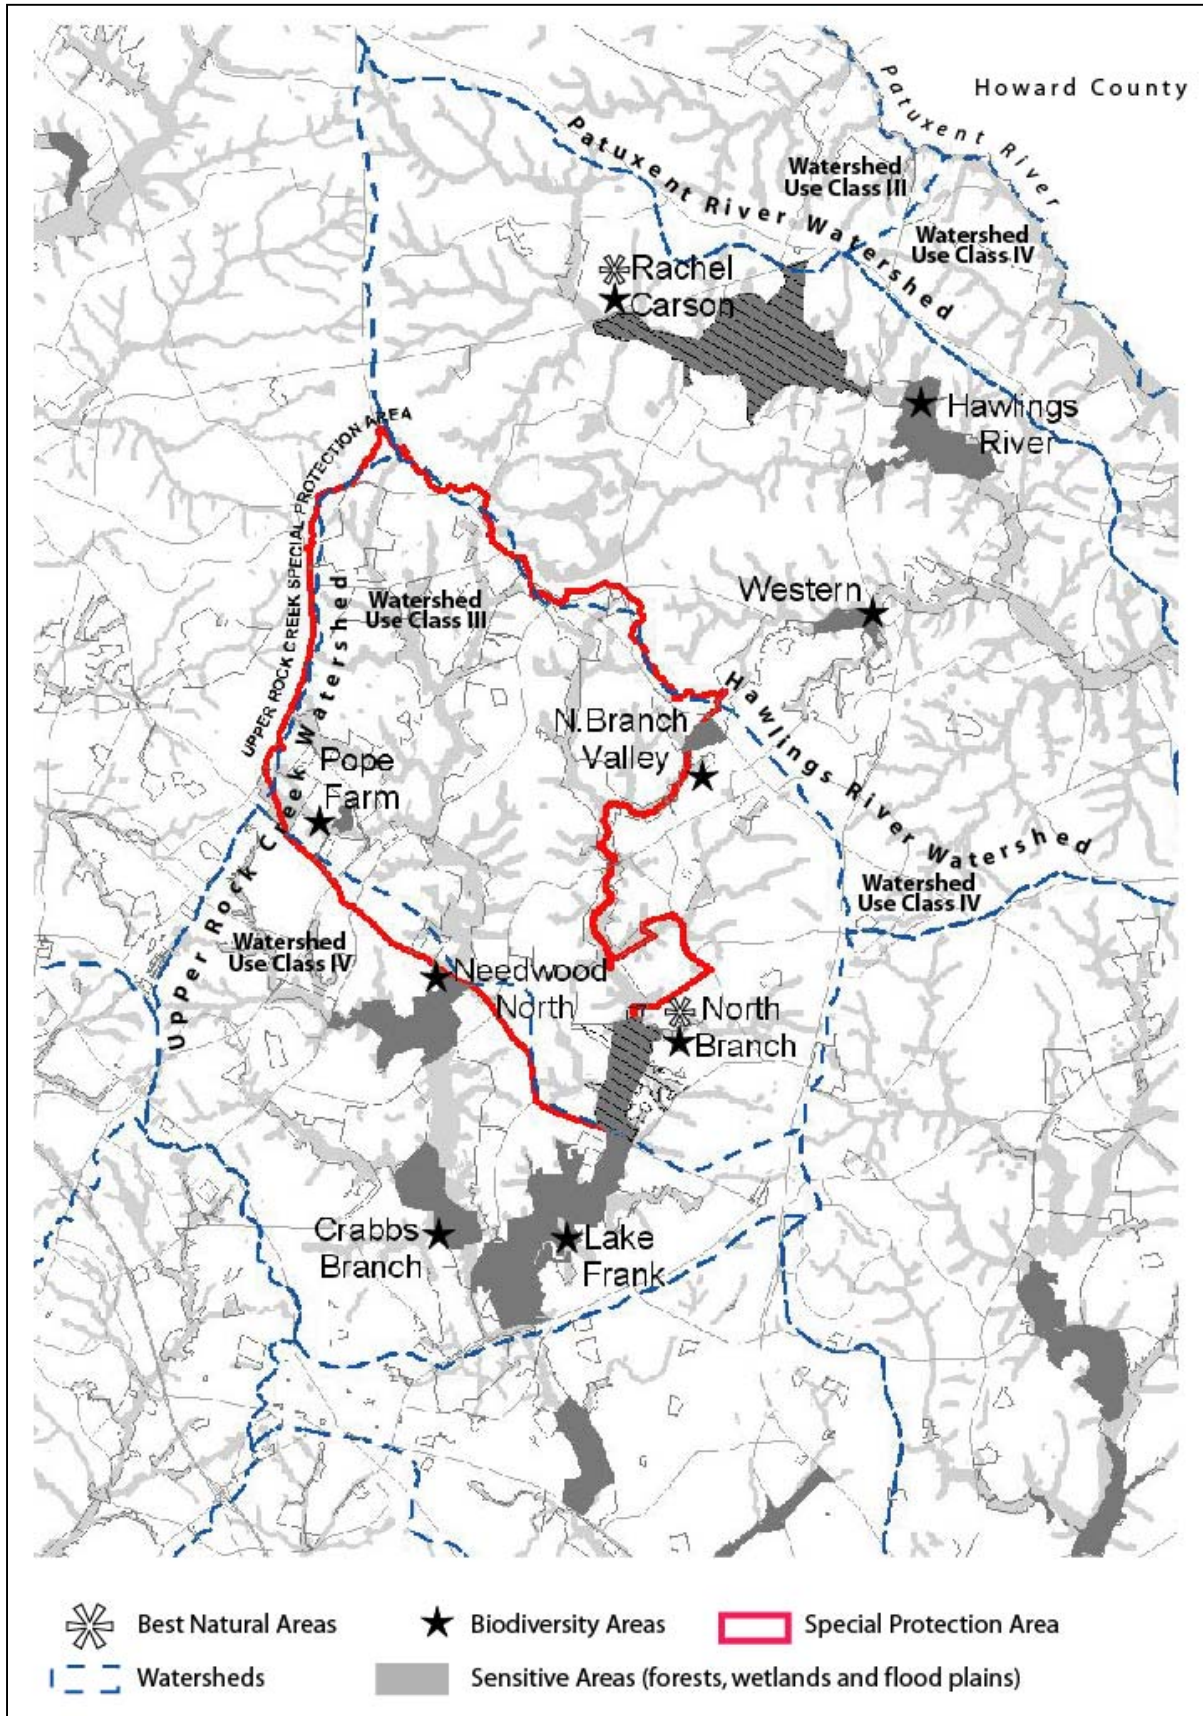 Howard County
Patuxent River
Patuxent River Watershed
Watershed
Use Class III
Watershed
Use Class IV
Rachel
Carson
Hawlings
River
UPPER ROCK CREEK SPECIAL PROTECTION AREA
Watershed
Use Class III
Western
N.Branch
Valley
Hawlings River Watershed
Pope
Farm
Upper Rock Creek Watershed
Watershed
Use Class IV
Watershed
Use Class IV
Needwood
North
North
Branch
Crabbs
Branch
Lake
Frank
Best Natural Areas
Biodiversity Areas
Special Protection Area
Watersheds
Sensitive Areas (forests, wetlands and flood plains)